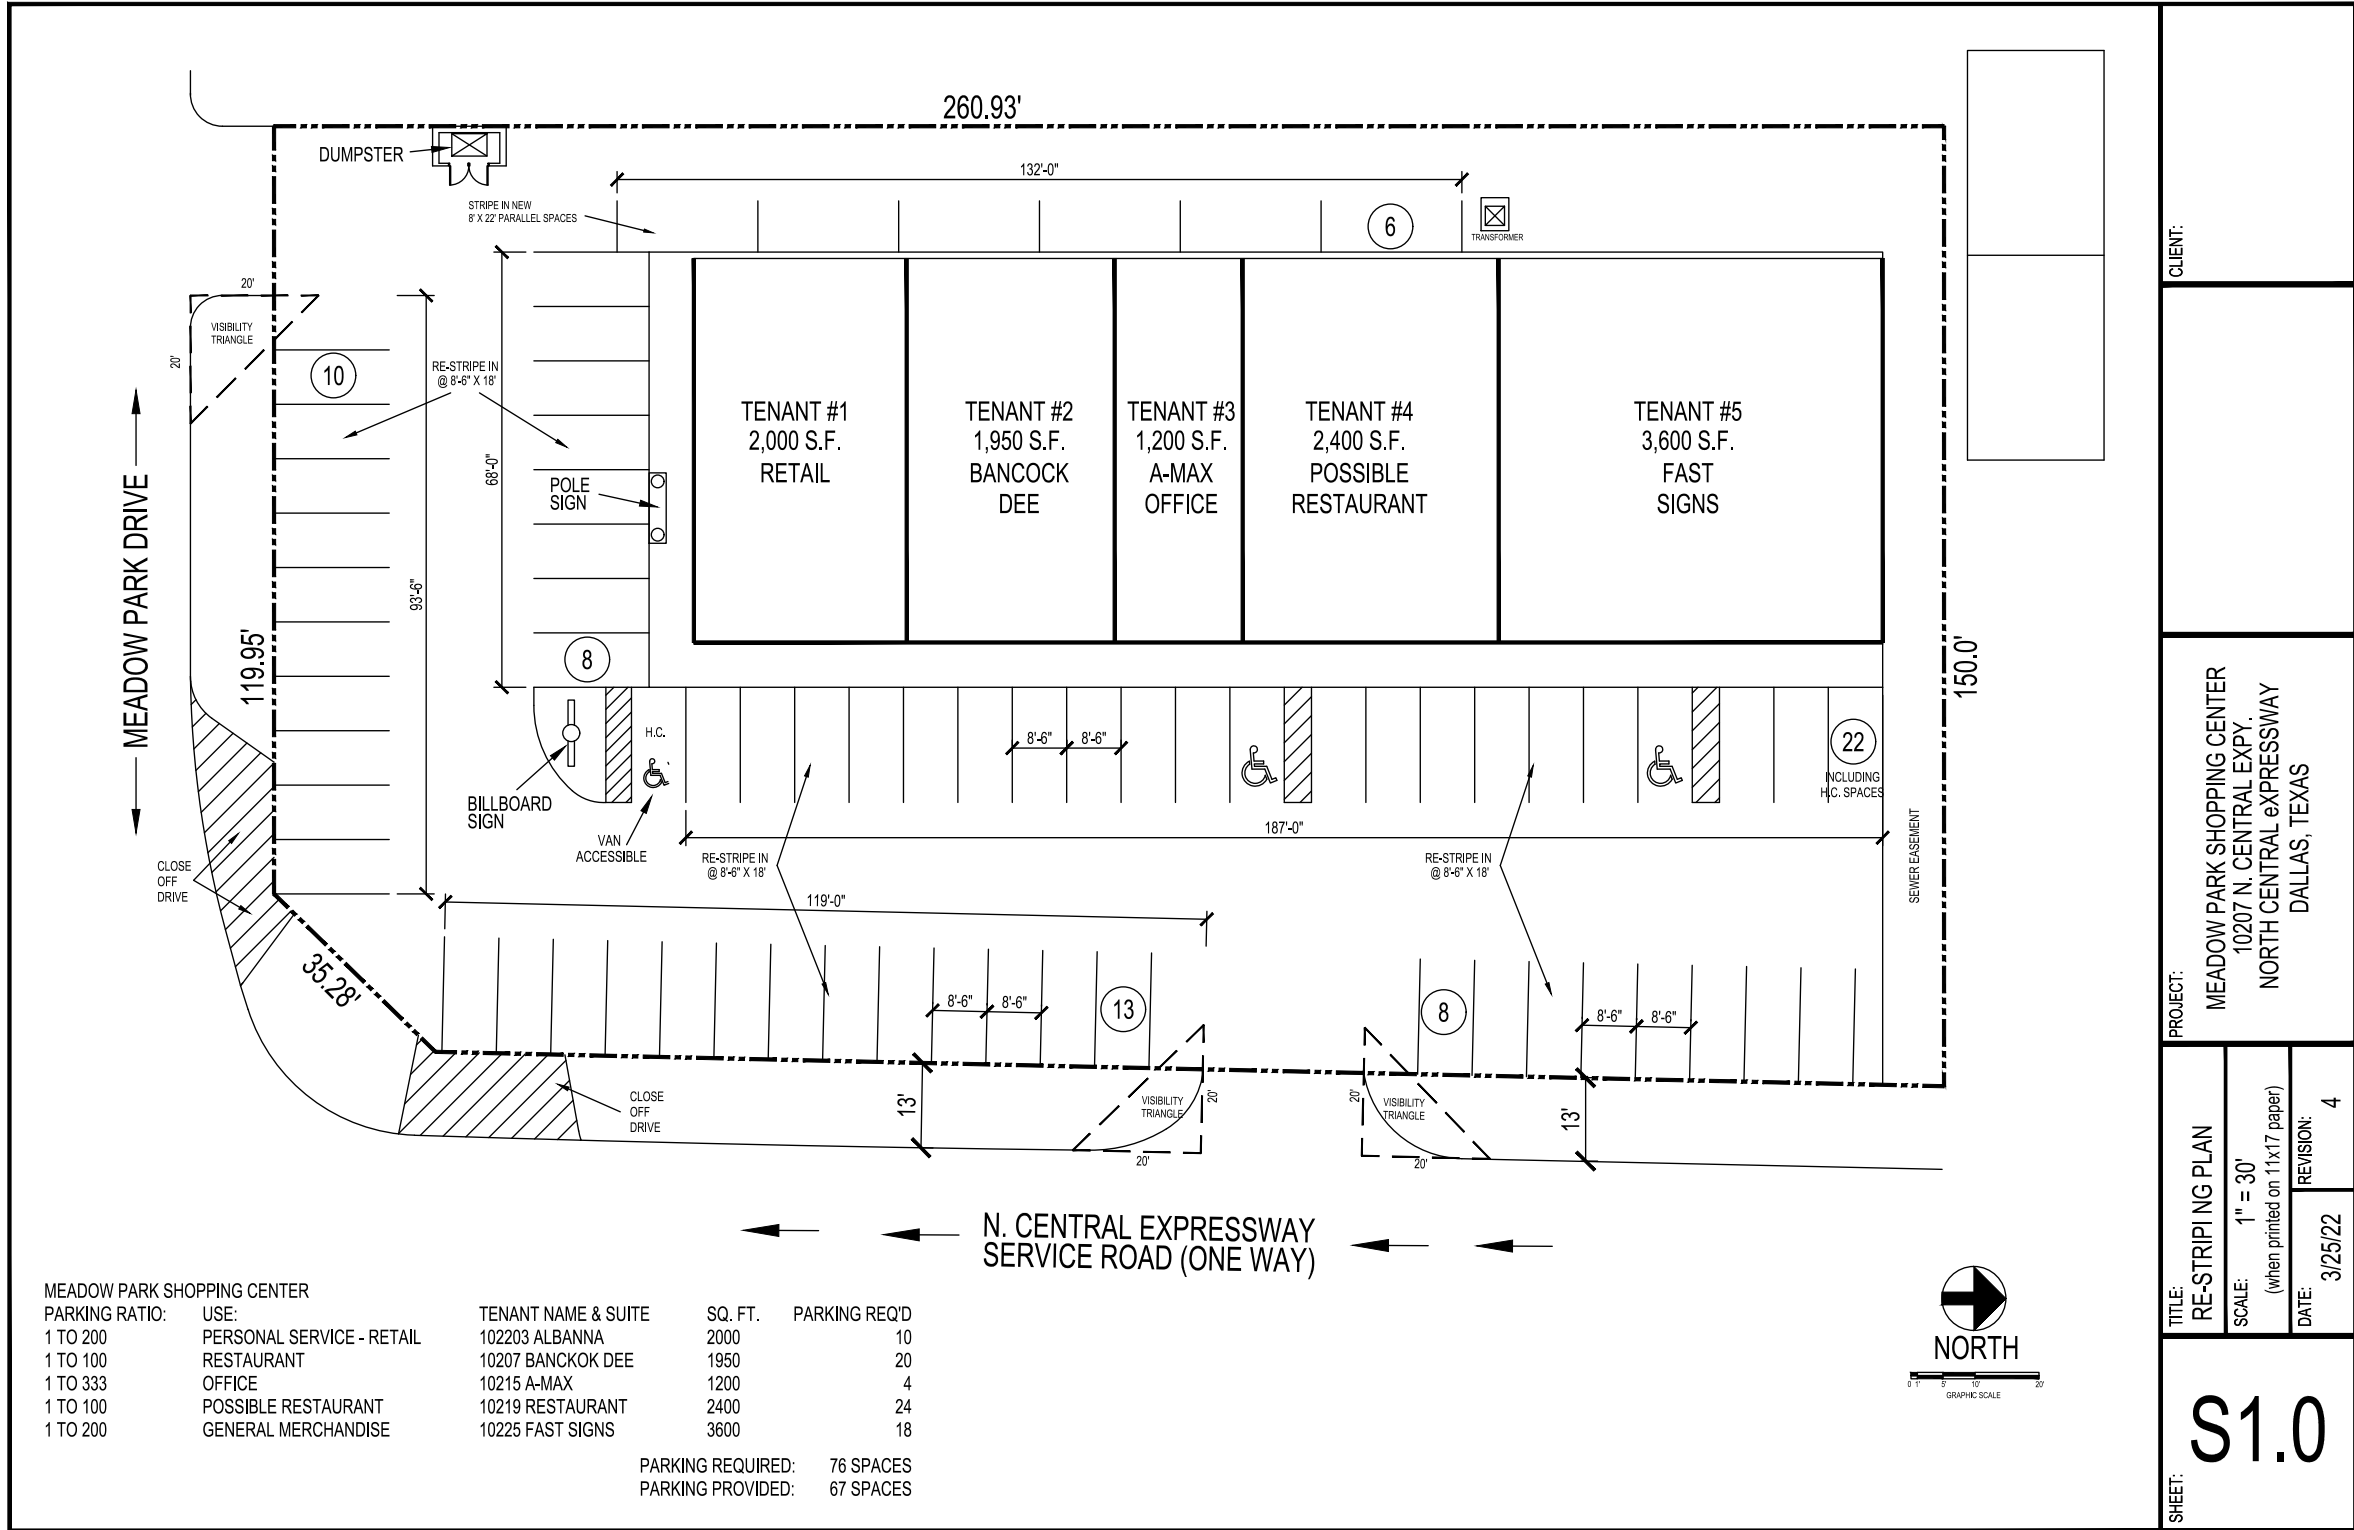 260.93'
DUMPSTER
132'-0"
STRIPE IN NEW
8' X 22' PARALLEL SPACES
6
TRANSFORMER
20'
VISIBILITY
TRIANGLE
20'
10
RE-STRIPE IN
@ 8'-6" X 18'
68'-0"
POLE
SIGN
93'-6"
8
MEADOW PARK DRIVE
119.95'
TENANT #1
2,000 S.F.
RETAIL
TENANT #2
1,950 S.F.
BANCOCK
DEE
TENANT #3
1,200 S.F.
A-MAX
OFFICE
TENANT #4
2,400 S.F.
POSSIBLE
RESTAURANT
TENANT #5
3,600 S.F.
FAST
SIGNS
150.0'
H.C.
8'-6"
8'-6"
22
INCLUDING
H.C. SPACES
BILLBOARD
SIGN
VAN
ACCESSIBLE
187'-0"
RE-STRIPE IN
@ 8'-6" X 18'
RE-STRIPE IN
@ 8'-6" X 18'
SEWER EASEMENT
CLOSE
OFF
DRIVE
119'-0"
35.28'
8'-6"
8'-6"
13
8
8'-6"
8'-6"
CLOSE
OFF
DRIVE
13'
VISIBILITY
TRIANGLE
20'
20'
20'
VISIBILITY
TRIANGLE
20'
13'
N. CENTRAL EXPRESSWAY
SERVICE ROAD (ONE WAY)
MEADOW PARK SHOPPING CENTER
PARKING RATIO: USE: TENANT NAME & SUITE SQ. FT. PARKING REQ'D
1 TO 200 PERSONAL SERVICE - RETAIL 102203 ALBANNA 2000 10
1 TO 100 RESTAURANT 10207 BANCKOK DEE 1950 20
1 TO 333 OFFICE 10215 A-MAX 1200 4
1 TO 100 POSSIBLE RESTAURANT 10219 RESTAURANT 2400 24
1 TO 200 GENERAL MERCHANDISE 10225 FAST SIGNS 3600 18
PARKING REQUIRED: 76 SPACES
PARKING PROVIDED: 67 SPACES
NORTH
0 1' 5' 10' 20'
GRAPHIC SCALE
CLIENT:
PROJECT:
MEADOW PARK SHOPPING CENTER
10207 N. CENTRAL EXPY.
NORTH CENTRAL eXPRESSWAY
DALLAS, TEXAS
TITLE:
RE-STRIPI NG PLAN
SCALE:
1" = 30'
(when printed on 11x17 paper)
DATE:
3/25/22
REVISION:
4
SHEET:
S1.0